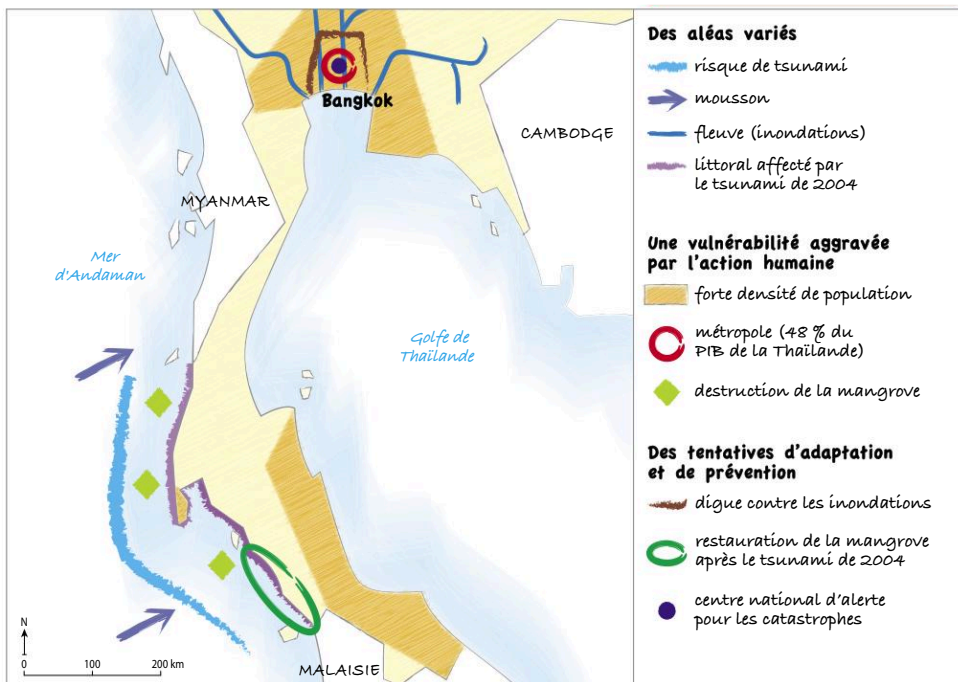 Bangkok
CAMBODGE
MYANMAR
Mer
d'Andaman
Golfe de
Thaïlande
MALAISIE
N
0 100 200 km
Des aléas variés
risque de tsunami
mousson
fleuve (inondations)
littoral affecté par
le tsunami de 2004
Une vulnérabilité aggravée
par l'action humaine
forte densité de population
métropole (48 % du
PIB de la Thaïlande)
destruction de la mangrove
Des tentatives d'adaptation
et de prévention
digue contre les inondations
restauration de la mangrove
après le tsunami de 2004
centre national d'alerte
pour les catastrophes